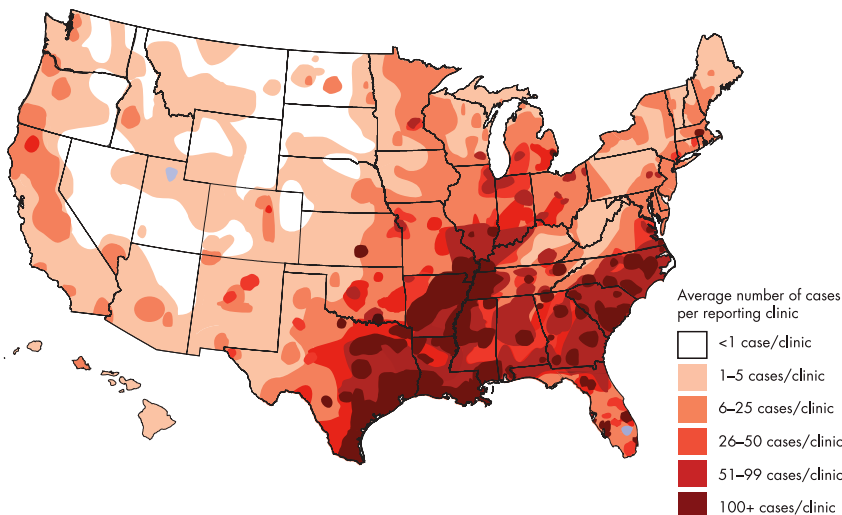 Average number of cases
per reporting clinic
<1 case/clinic
1–5 cases/clinic
6–25 cases/clinic
26–50 cases/clinic
51–99 cases/clinic
100+ cases/clinic